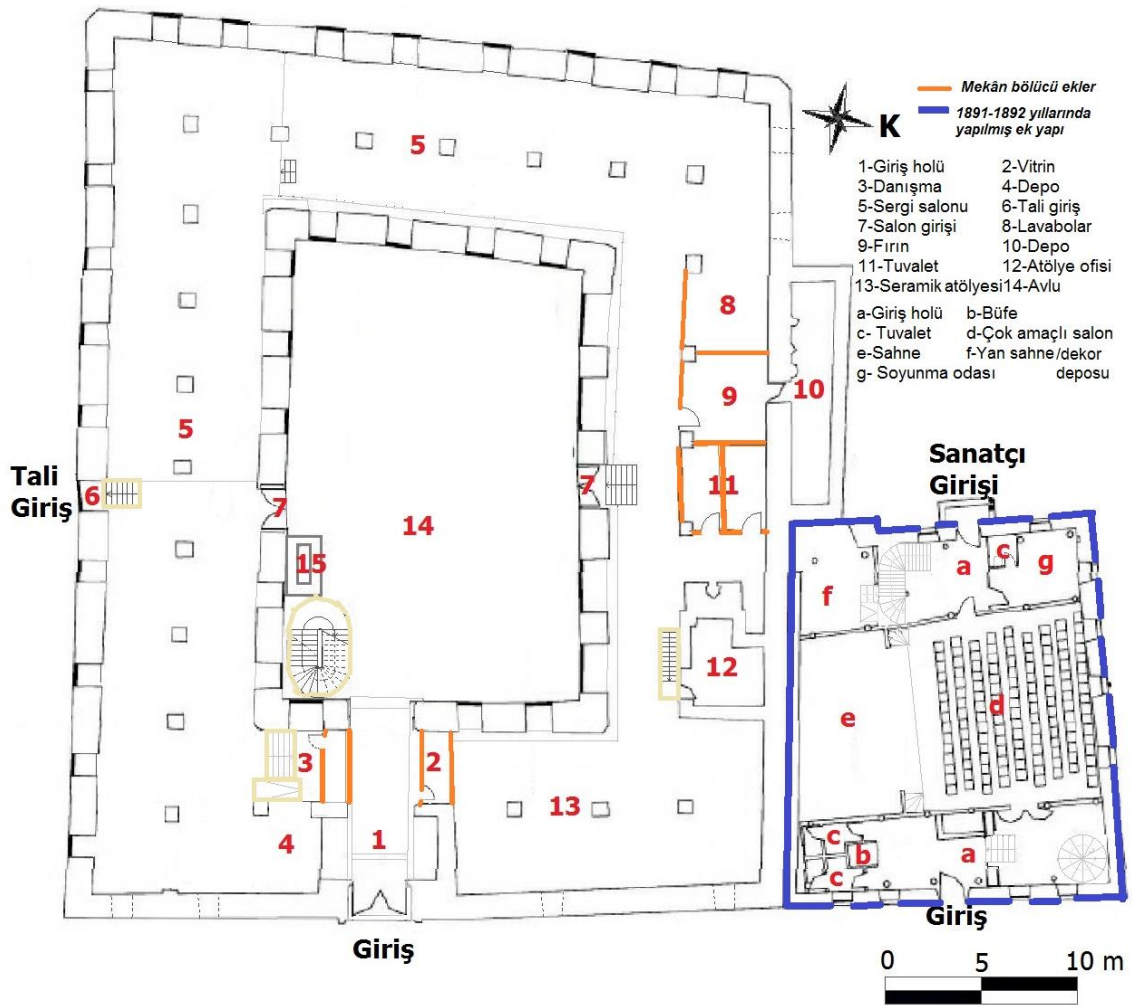 K
Mekân bölücü ekler
1891-1892 yıllarında
yapılmış ek yapı
1-Giriş holü 2-Vitrin
3-Danışma 4-Depo
5-Sergi salonu 6-Tali giriş
7-Salon girişi 8-Lavabolar
9-Fırın 10-Depo
11-Tuvalet 12-Atölye ofisi
13-Seramik atölyesi 14-Avlu
a-Giriş holü b-Büfe
c- Tuvalet d-Çok amaçlı salon
e-Sahne f-Yan sahne/dekor
g- Soyunma odası deposu
5
8
9
10
5
Tali
Giriş
6
7
7
11
14
15
12
3
2
13
4
1
Giriş
Sanatçı
Girişi
a
c
g
f
e
d
c
b
c
a
Giriş
0 5 10 m